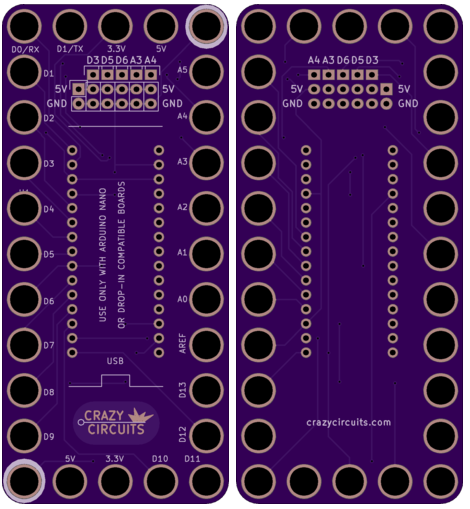 D0/RX D1/TX 3.3V 5V
D3 D5 D6 A3 A4
D1
A5
5V 5V
GND GND
D2
A4
D3
A3
D4
A2
D5
A1
D6
A0
D7
AREF
D8
D13
D9
D12
USE ONLY WITH ARDUINO NANO
OR DROP-IN COMPATIBLE BOARDS
USB
CRAZY
CIRCUITS
5V 3.3V D10 D11
A4 A3 D6 D5 D3
5V 5V
GND GND
crazycircuits.com